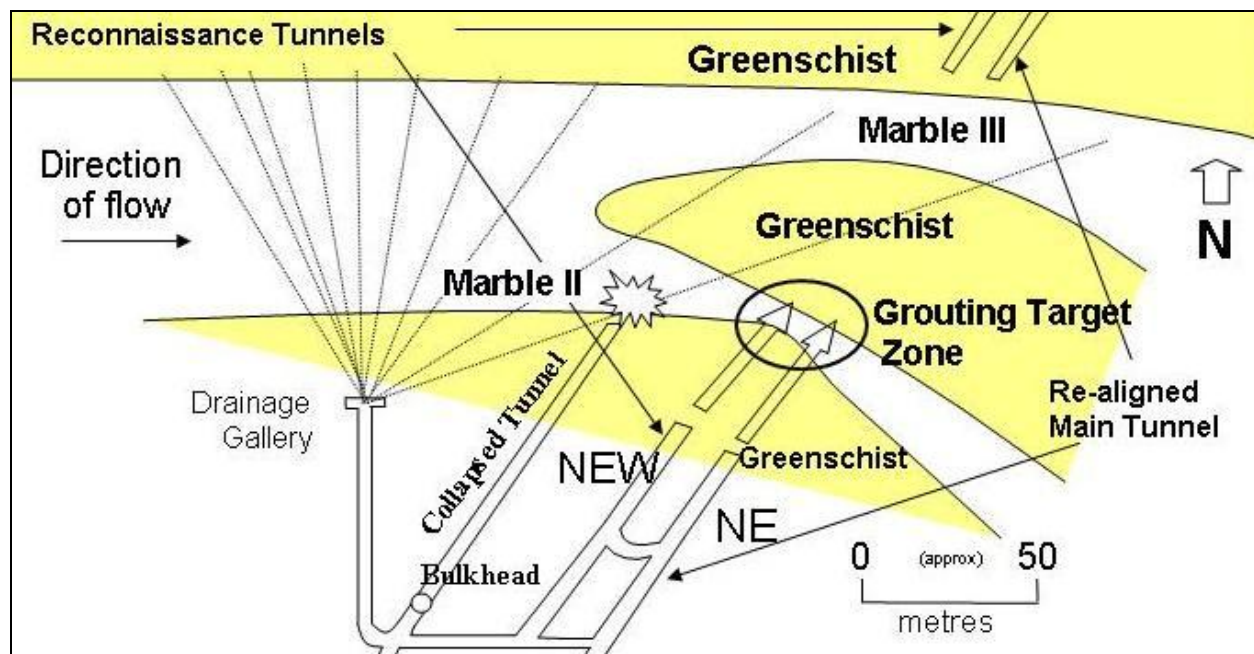 Reconnaissance Tunnels
Greenschist
Marble III
Direction
of flow
N
Greenschist
Marble II
Grouting Target
Zone
Drainage
Gallery
Collapsed Tunnel
Re-aligned
Main Tunnel
NEW
Greenschist
NE
0 (approx) 50
metres
Bulkhead